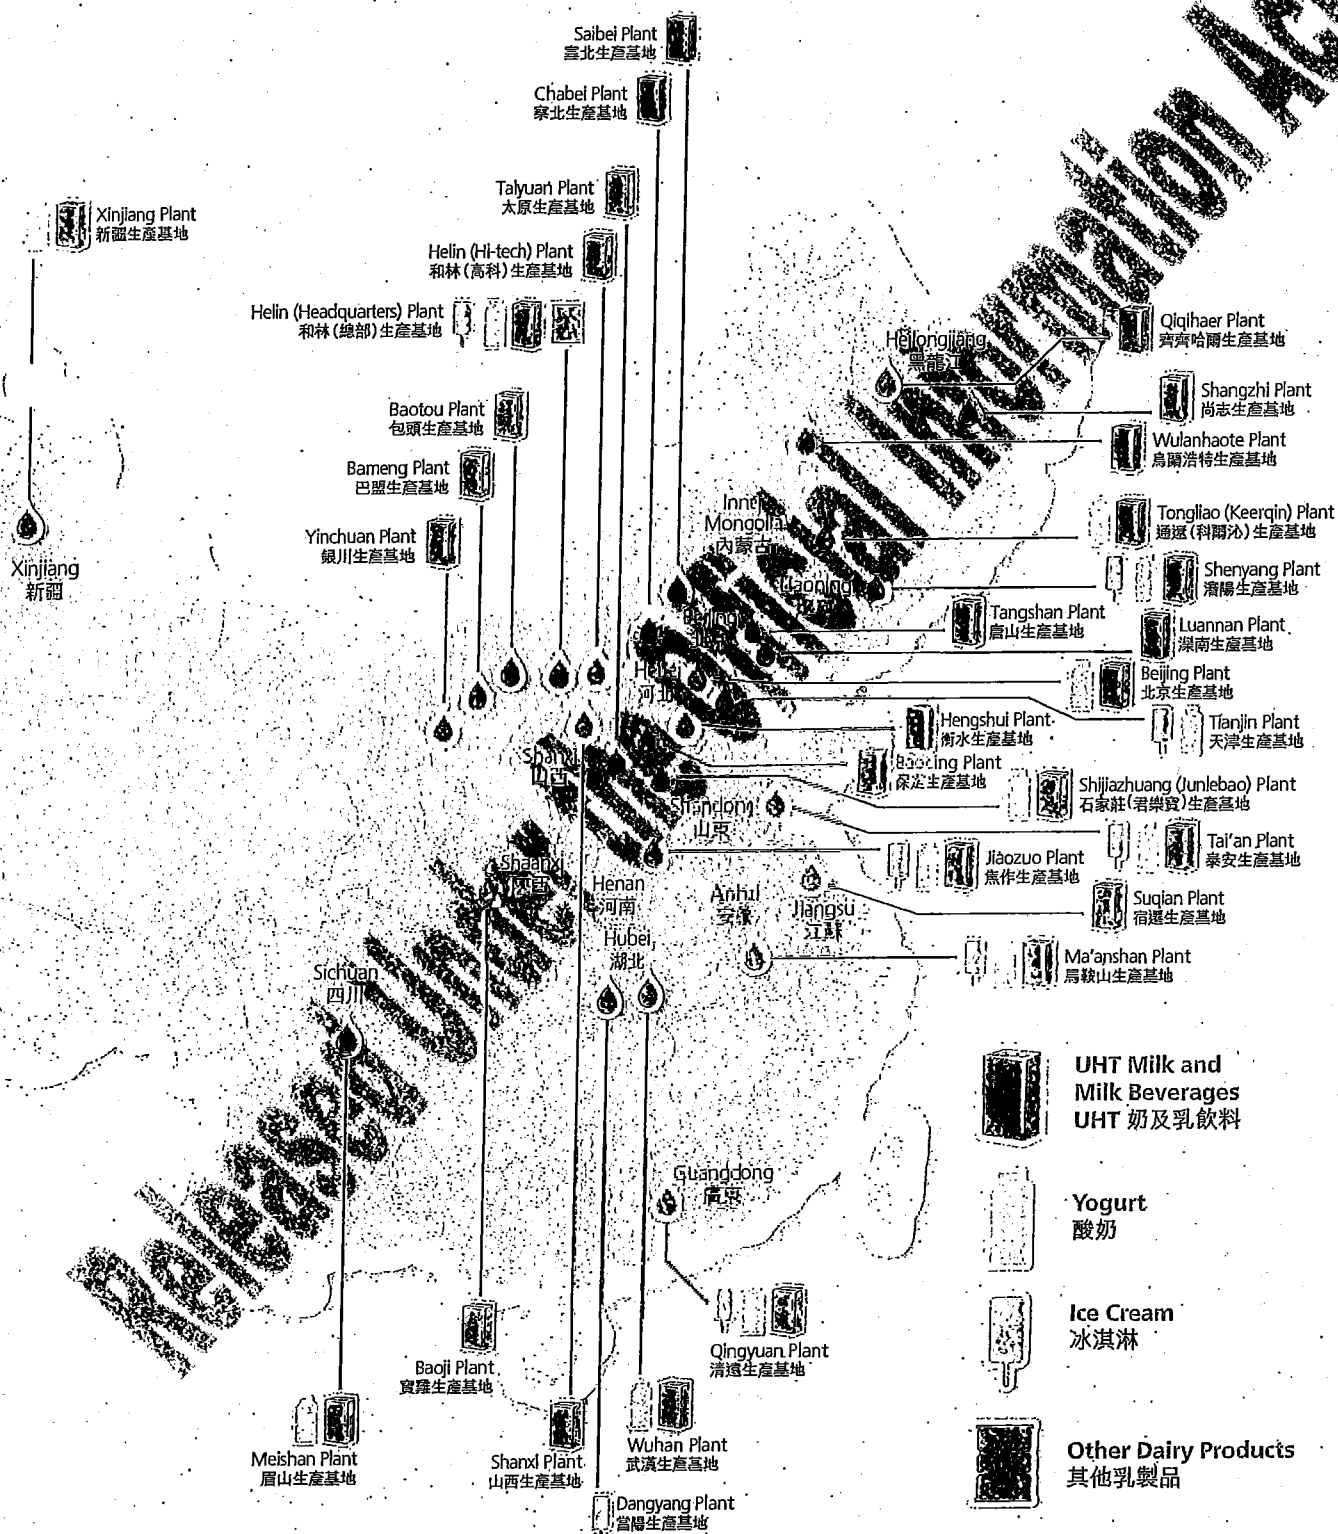 Saibei Plant
塞北生產基地
Chabei Plant
察北生產基地
Taiyuan Plant
太原生產基地
Xinjiang Plant
新疆生產基地
Helin (Hi-tech) Plant
和林(高科)生產基地
Helin (Headquarters) Plant
和林(總部)生產基地
Baotou Plant
包頭生產基地
Bameng Plant
巴盟生產基地
Yinchuan Plant
銀川生產基地
Xinjiang
新疆
Heilongjiang
黑龍江
Qiqihaer Plant
齊齊哈爾生產基地
Shangzhi Plant
尚志生產基地
Wulanhaote Plant
烏蘭浩特生產基地
Inner
Mongolia
內蒙古
Tongliao (Keerqin) Plant
通遼(科爾沁)生產基地
Liaoning
Shenyang Plant
瀋陽生產基地
Tangshan Plant
唐山生產基地
Luannan Plant
灤南生產基地
Beijing
Beijing Plant
北京生產基地
河北
Tianjin Plant
天津生產基地
Hengshui Plant
衡水生產基地
Shanxi
山西
Baoding Plant
保定生產基地
Shijiazhuang (Junlebao) Plant
石家莊(君樂寶)生產基地
Shandong
山東
Tai'an Plant
泰安生產基地
Jiaozuo Plant
焦作生產基地
Shaanxi
陝西
Henan
河南
Anhui
安徽
Jiangsu
江蘇
Suqian Plant
宿遷生產基地
Hubei
湖北
Ma'anshan Plant
馬鞍山生產基地
Sichuan
四川
UHT Milk and
Milk Beverages
UHT 奶及乳飲料
Yogurt
酸奶
Guangdong
廣東
Ice Cream
冰淇淋
Qingyuan Plant
清遠生產基地
Baoji Plant
寶雞生產基地
Other Dairy Products
其他乳製品
Meishan Plant
眉山生產基地
Shanxi Plant
山西生產基地
Wuhan Plant
武漢生產基地
Dangyang Plant
當陽生產基地
Released Under Official Information Act